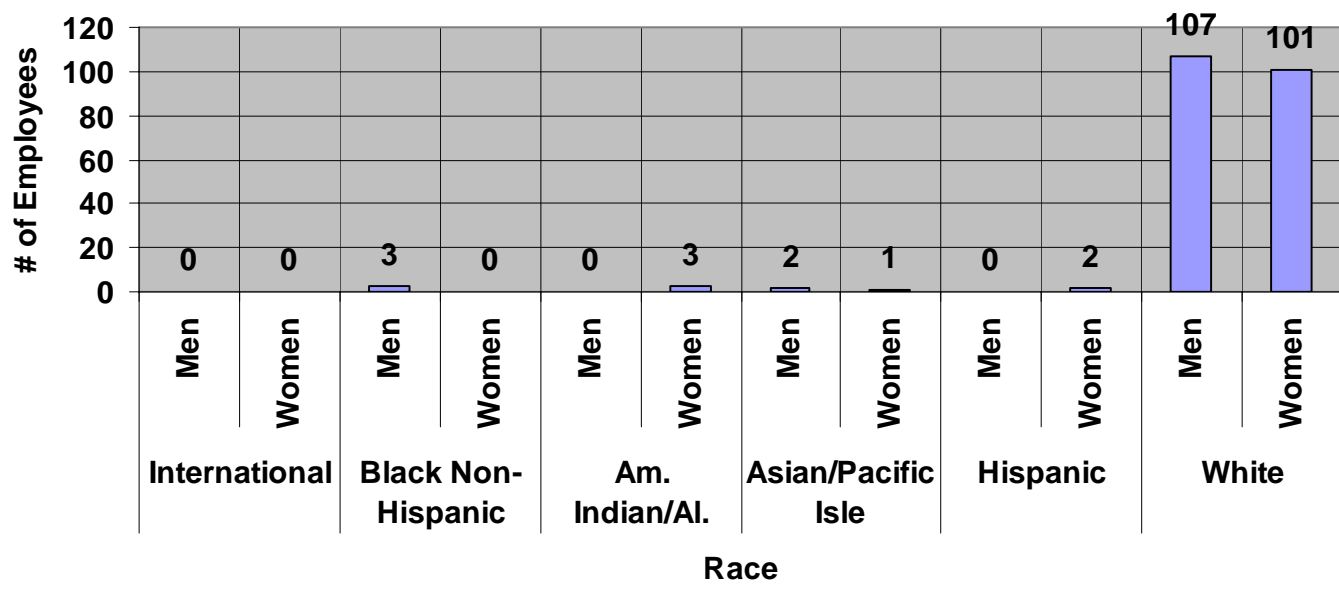 # of Employees
120
100
80
60
40
20
0
0
0
3
0
0
3
2
1
0
2
107
101
Men
Women
Men
Women
Men
Women
Men
Women
Men
Women
Men
Women
International
Black Non-
Hispanic
Am.
Indian/Al.
Asian/Pacific
Isle
Hispanic
White
Race